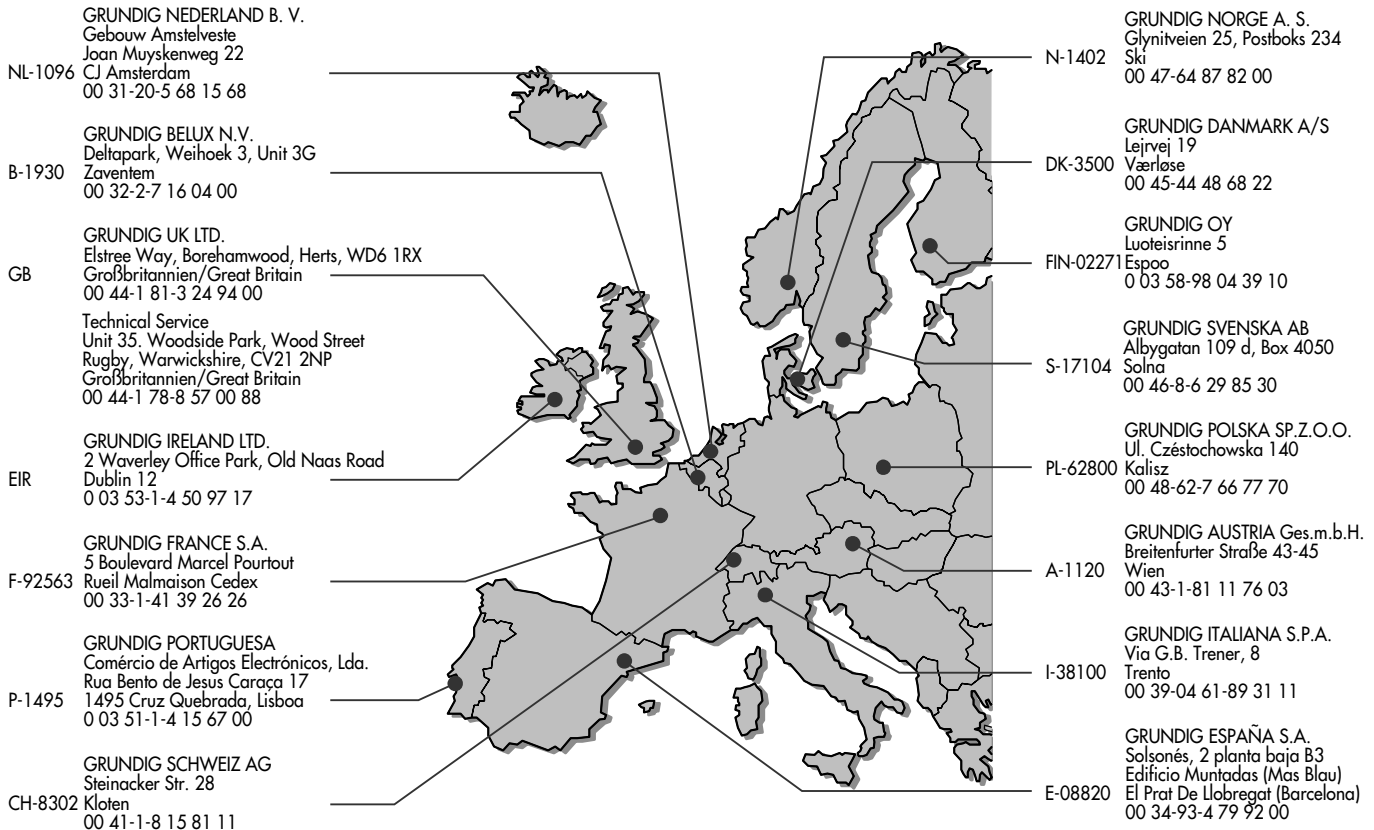 GRUNDIG NEDERLAND B. V.
Gebouw Amstelveste
Joan Muyskenweg 22
NL-1096 CJ Amsterdam
00 31-20-5 68 15 68
GRUNDIG BELUX N.V.
Deltapark, Weihoek 3, Unit 3G
B-1930 Zaventem
00 32-2-7 16 04 00
GRUNDIG UK LTD.
Elstree Way, Borehamwood, Herts, WD6 1RX
GB Großbritannien/Great Britain
00 44-1 81-3 24 94 00
Technical Service
Unit 35. Woodside Park, Wood Street
Rugby, Warwickshire, CV21 2NP
Großbritannien/Great Britain
00 44-1 78-8 57 00 88
GRUNDIG IRELAND LTD.
2 Waverley Office Park, Old Naas Road
EIR Dublin 12
0 03 53-1-4 50 97 17
GRUNDIG FRANCE S.A.
5 Boulevard Marcel Pourtout
F-92563 Rueil Malmaison Cedex
00 33-1-41 39 26 26
GRUNDIG PORTUGUESA
Comércio de Artigos Electrónicos, Lda.
Rua Bento de Jesus Caraça 17
P-1495 1495 Cruz Quebrada, Lisboa
0 03 51-1-4 15 67 00
GRUNDIG SCHWEIZ AG
Steinacker Str. 28
CH-8302 Kloten
00 41-1-8 15 81 11
GRUNDIG NORGE A. S.
Glynitveien 25, Postboks 234
N-1402 Ski
00 47-64 87 82 00
GRUNDIG DANMARK A/S
Lejrvej 19
DK-3500 Værløse
00 45-44 48 68 22
GRUNDIG OY
Luoteisrinne 5
FIN-02271 Espoo
0 03 58-98 04 39 10
GRUNDIG SVENSKA AB
Albygatan 109 d, Box 4050
S-17104 Solna
00 46-8-6 29 85 30
GRUNDIG POLSKA SP.Z.O.O.
Ul. Czéstochowska 140
PL-62800 Kalisz
00 48-62-7 66 77 70
GRUNDIG AUSTRIA Ges.m.b.H.
Breitenfurter Straße 43-45
A-1120 Wien
00 43-1-81 11 76 03
GRUNDIG ITALIANA S.P.A.
Via G.B. Trener, 8
I-38100 Trento
00 39-04 61-89 31 11
GRUNDIG ESPAÑA S.A.
Solsonés, 2 planta baja B3
Edificio Muntadas (Mas Blau)
E-08820 El Prat De Llobregat (Barcelona)
00 34-93-4 79 92 00